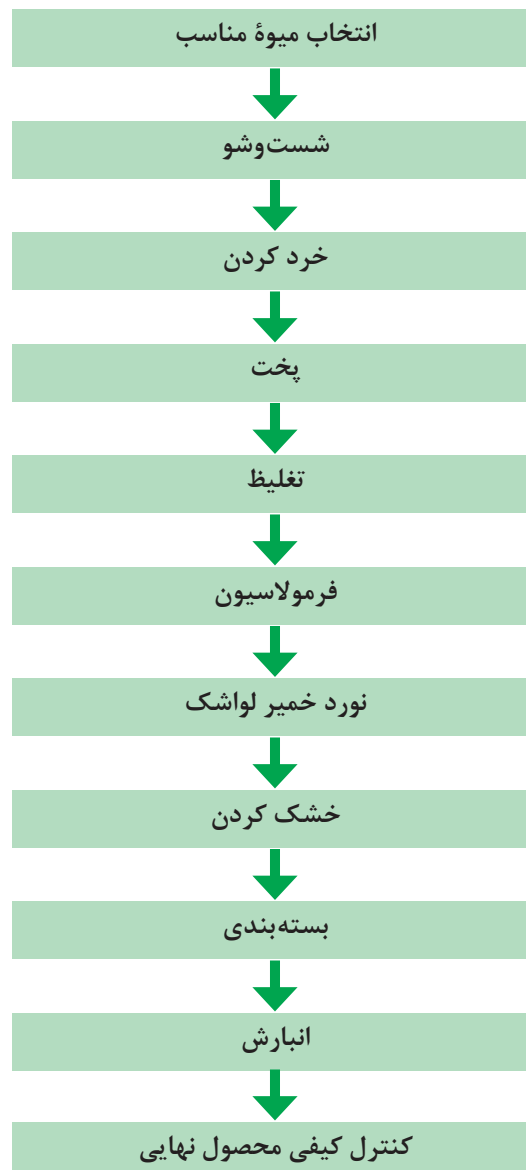 انتخاب میوهٔ مناسب
شست‌وشو
خرد کردن
پخت
تغلیظ
فرمولاسیون
نورد خمیر لواشک
خشک کردن
بسته‌بندی
انبارش
کنترل کیفی محصول نهایی